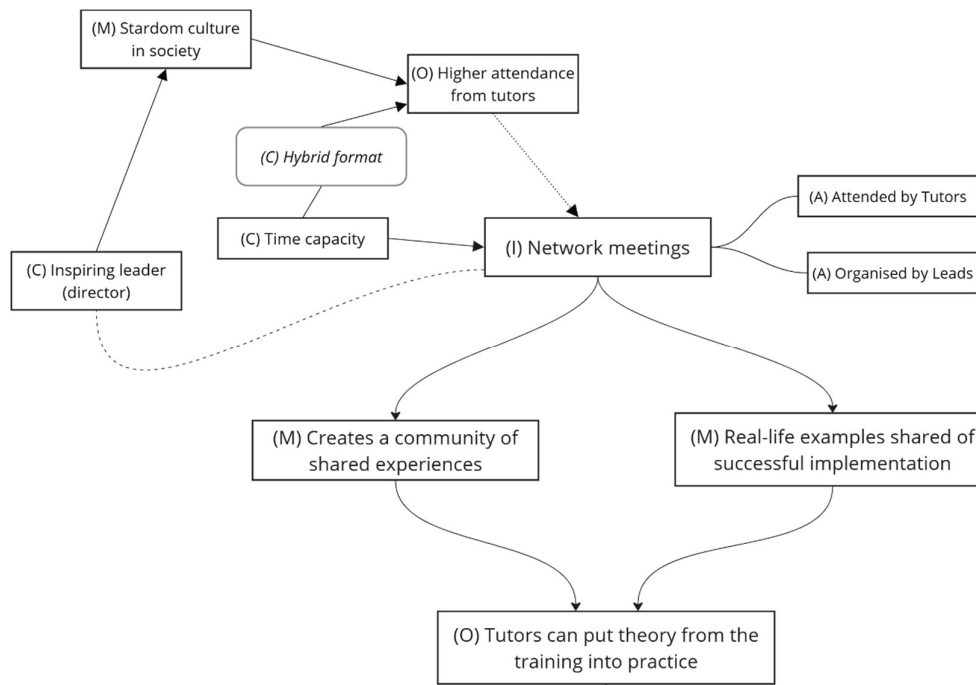 (M) Stardom culture
in society
(O) Higher attendance
from tutors
(C) Hybrid format
(A) Attended by Tutors
(C) Time capacity
(I) Network meetings
(C) Inspiring leader
(director)
(A) Organised by Leads
(M) Creates a community of
shared experiences
(M) Real-life examples shared of
successful implementation
(O) Tutors can put theory from the
training into practice